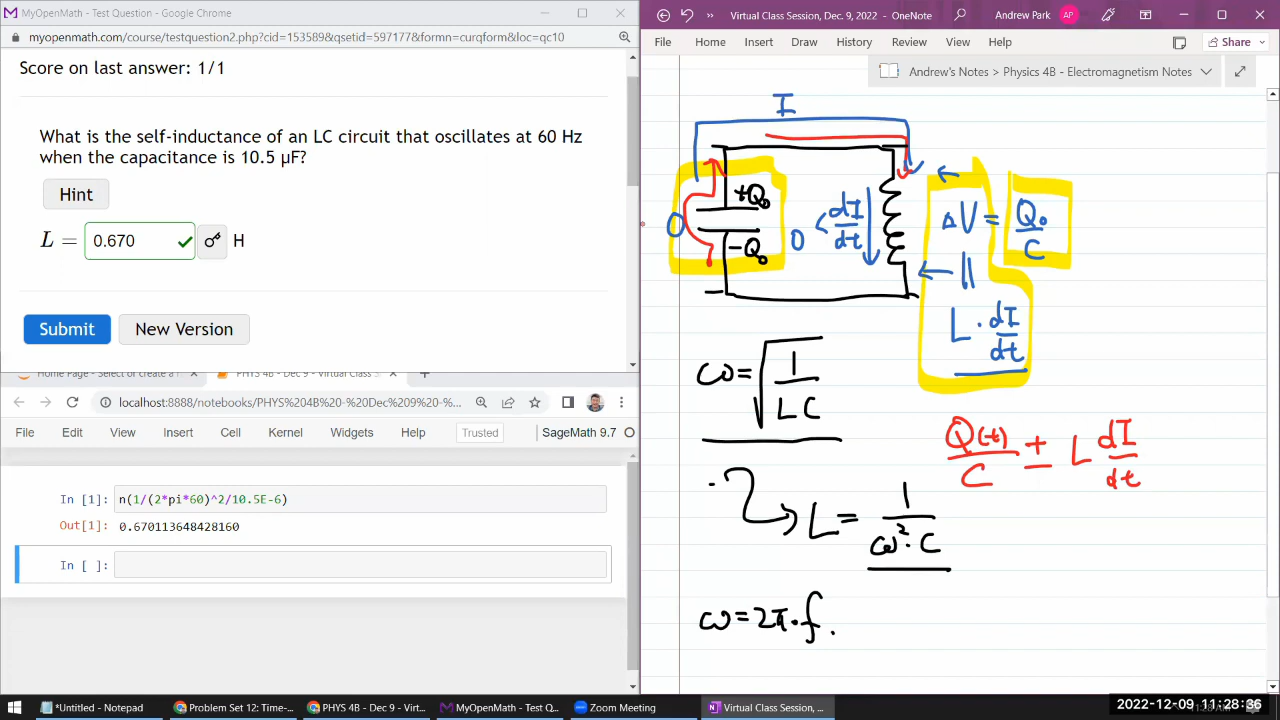 MyOpenMath - Test Question - Google Chrome
myopenmath.com/course/testquestion2.php?cid=153589&qsetid=597177&formn=curqform&loc=qc10
Score on last answer: 1/1
What is the self-inductance of an LC circuit that oscillates at 60 Hz
when the capacitance is 10.5 µF?
Hint
L = 0.670 H
Submit New Version
PHYS 4B - Dec 9 - Virtual Class S
localhost:8888/notebooks/PHYS%204B%20-%20Dec%209%20-%...
File Edit View Insert Cell Kernel Widgets Help Trusted SageMath 9.7
In [1]: n(1/(2*pi*60)^2/10.5E-6)
Out[1]: 0.670113648428160
In [ ]:
Virtual Class Session, Dec. 9, 2022 - OneNote Andrew Park AP
File Home Insert Draw History Review View Help Share
Andrew's Notes > Physics 4B - Electromagnetism Notes
I
+Q₀
-Q₀
0
0 < dI/dt
ΔV = Q₀/C
||
L · dI/dt
ω = √(1/LC)
Q(t)/C + L dI/dt
L = 1/(ω² · C)
ω = 2π · f.
*Untitled - Notepad Problem Set 12: Time-... PHYS 4B - Dec 9 - Virt... MyOpenMath - Test Q... Zoom Meeting Virtual Class Session,...
2022-12-09 11:28:36